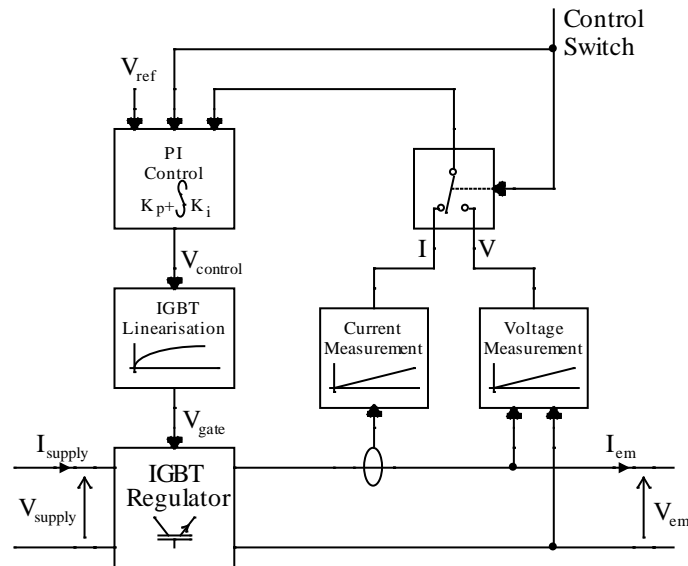 Control
Switch
V_ref
PI
Control
K_p+∫K_i
I
V
V_control
IGBT
Linearisation
Current
Measurement
Voltage
Measurement
V_gate
I_supply
IGBT
Regulator
I_em
V_supply
V_em